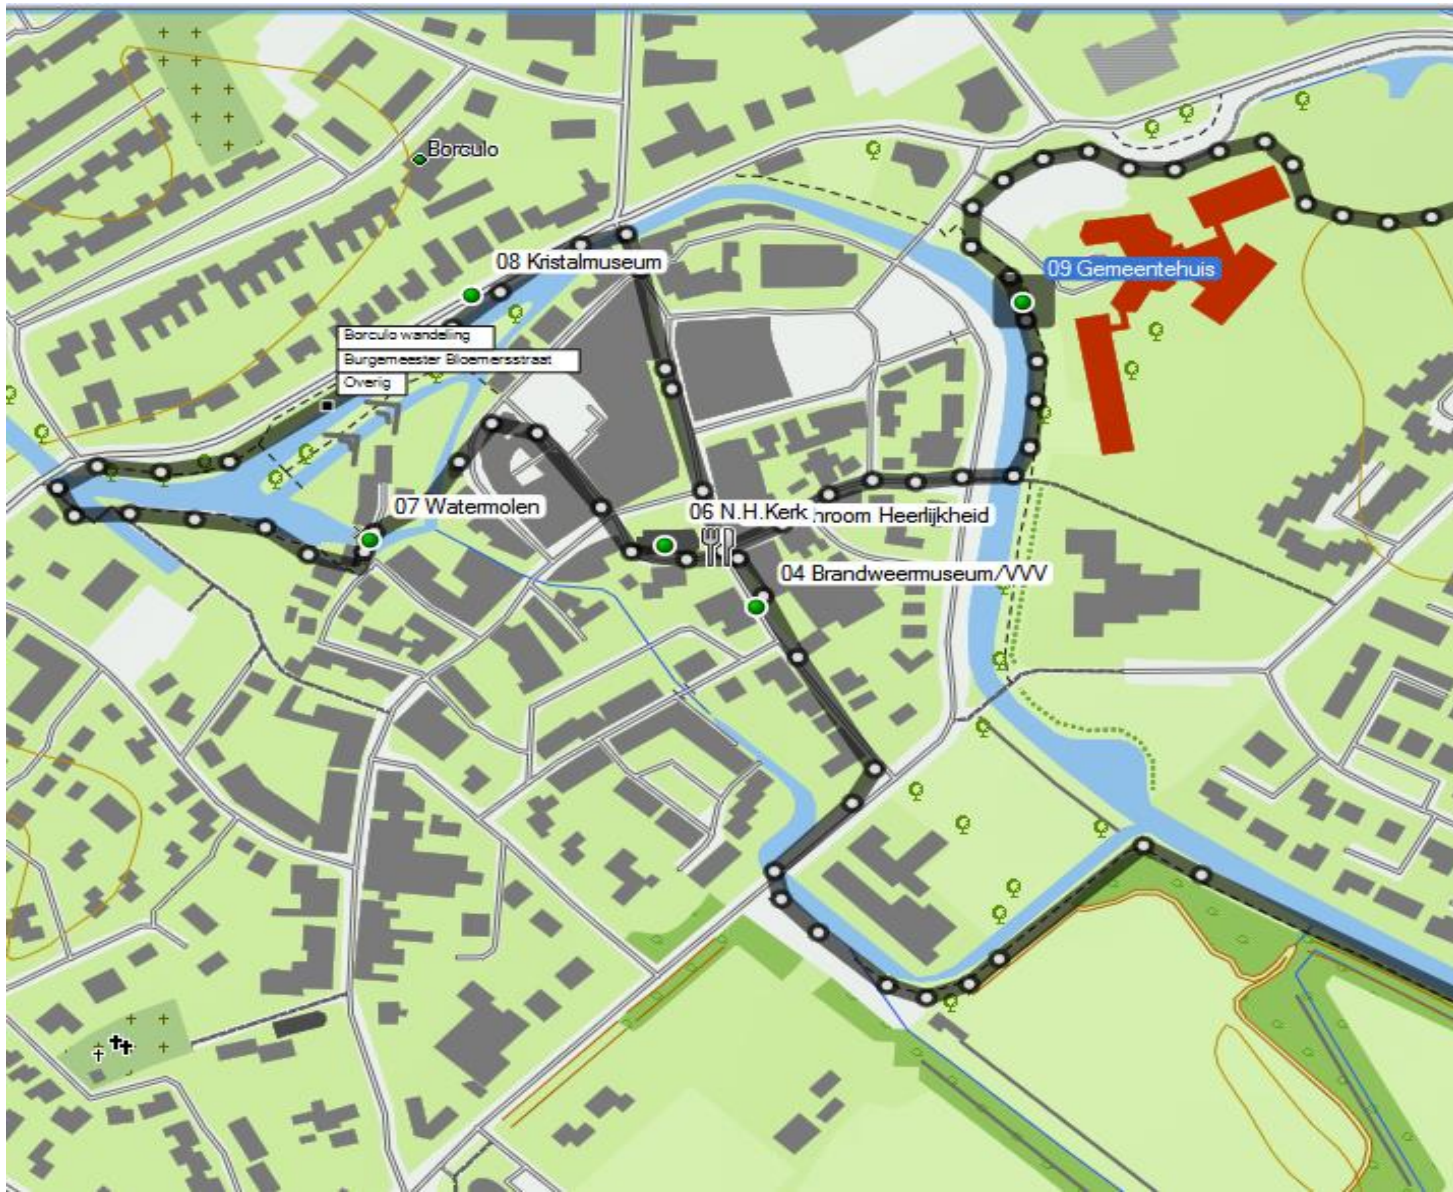 Borculo
08 Kristalmuseum
09 Gemeentehuis
Borculo wandeling
Burgemeester Bloemersstraat
Overig
07 Watermolen
06 N.H.Kerk
hroom Heerlijkheid
04 Brandweermuseum/VVV